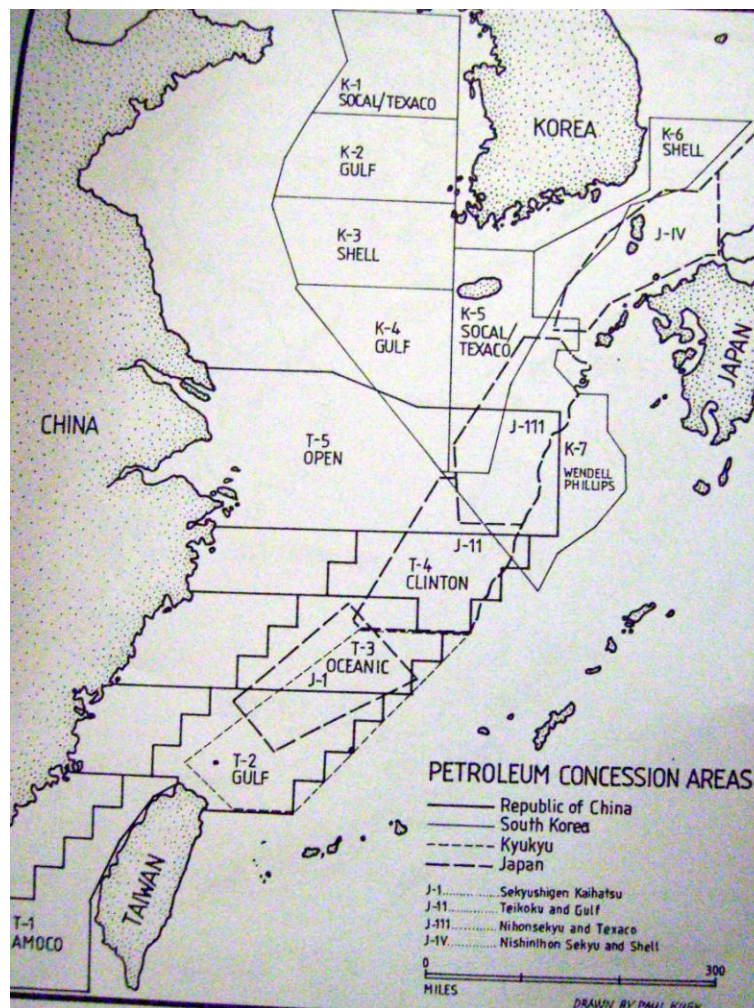 K-1
SOCAL/TEXACO
K-2
GULF
KOREA
K-6
SHELL
K-3
SHELL
J-IV
K-4
GULF
K-5
SOCAL/
TEXACO
JAPAN
CHINA
T-5
OPEN
J-111
K-7
WENDELL
PHILLIPS
J-11
T-4
CLINTON
T-3
OCEANIC
J-1
T-2
GULF
TAIWAN
T-1
AMOCO
PETROLEUM CONCESSION AREAS
Republic of China
South Korea
Kyukyu
Japan
J-1.......... Sekyushigen Kaihatsu
J-11.......... Teikoku and Gulf
J-111.......... Nihonsekyu and Texaco
J-1V.......... Nishinihon Sekyu and Shell
0 300
MILES
DRAWN BY PAUL